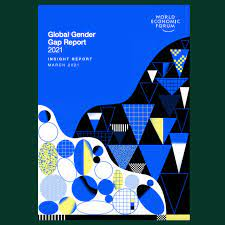 Global Gender
Gap Report
2021
INSIGHT REPORT
MARCH 2021
WORLD
ECONOMIC
FORUM